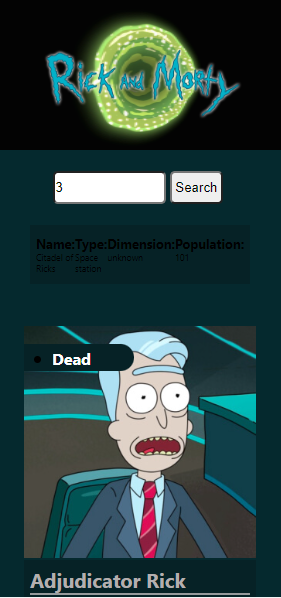 Rick and Morty
3 Search
Name: Type: Dimension: Population:
Citadel of Space unknown 101
Ricks station
Dead
Adjudicator Rick